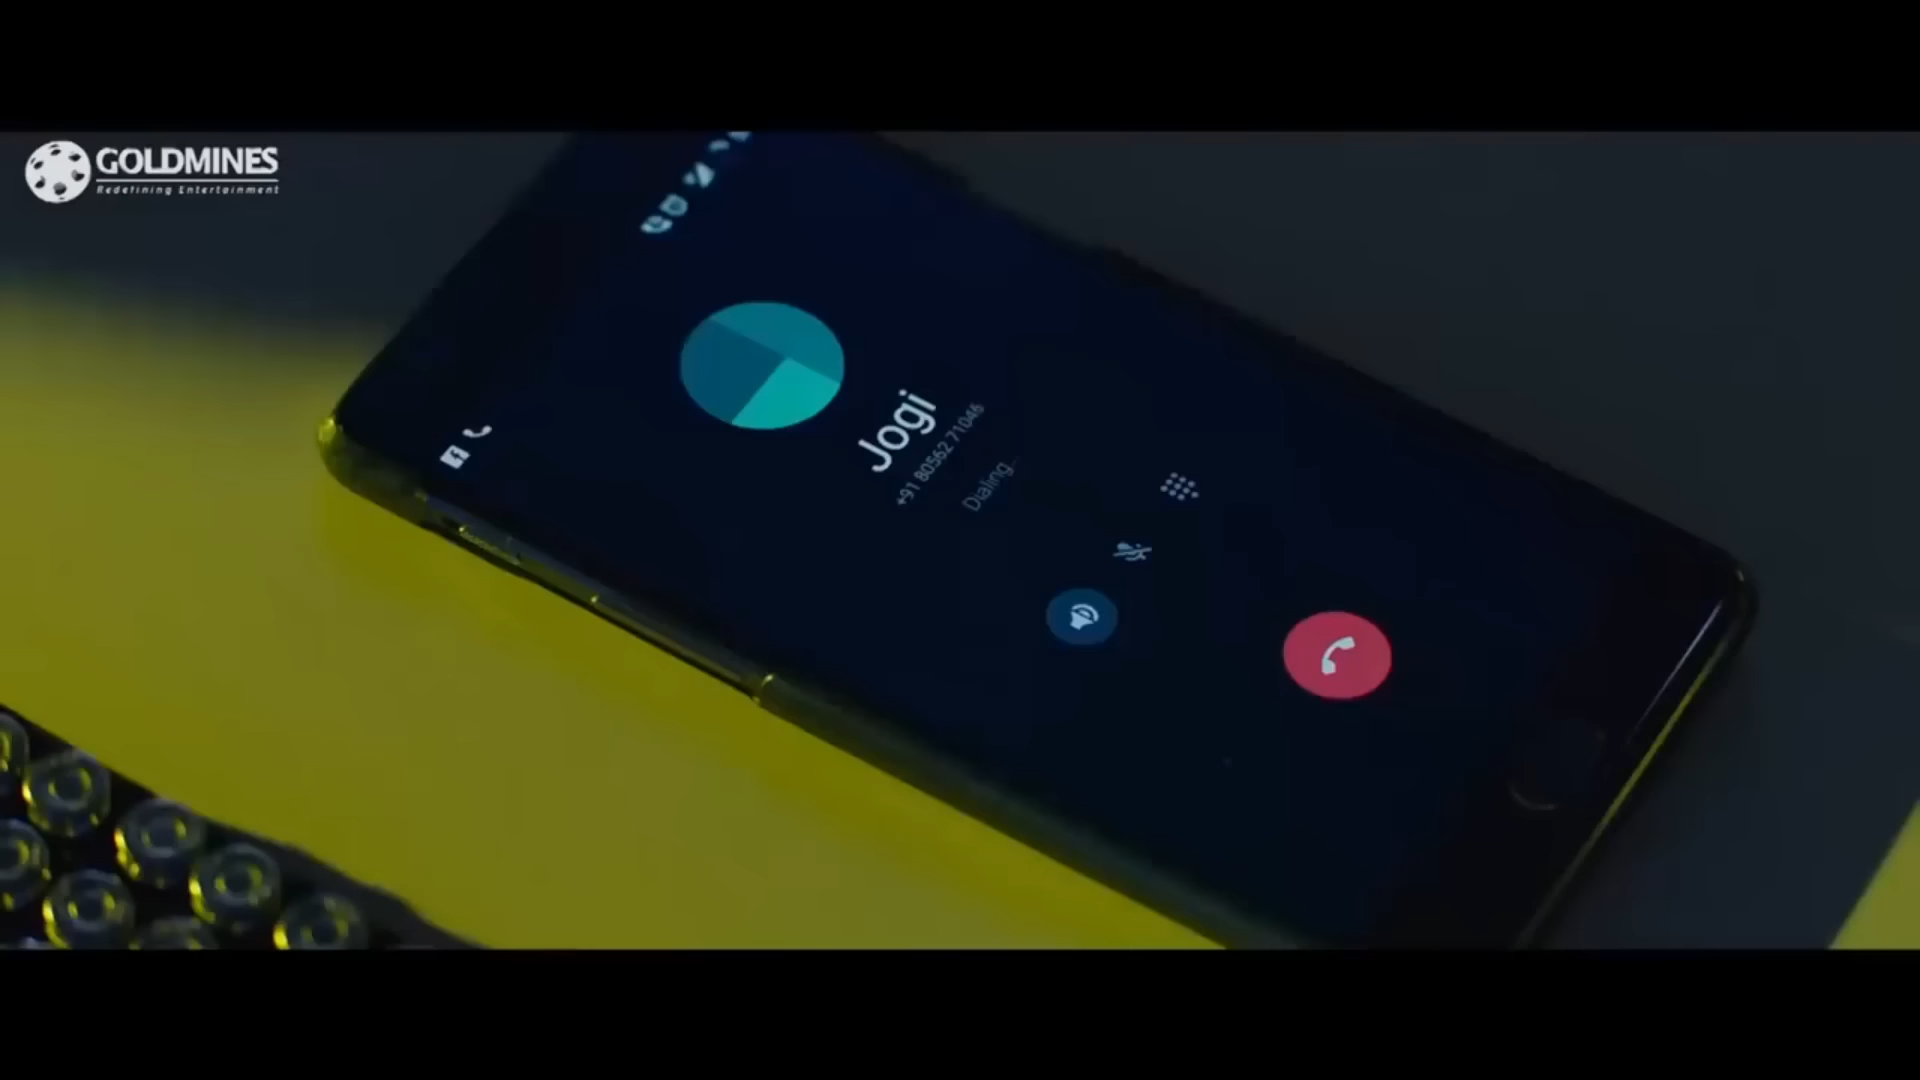 GOLDMINES
Redefining Entertainment
Jogi
+91 80562 71046
Dialing...